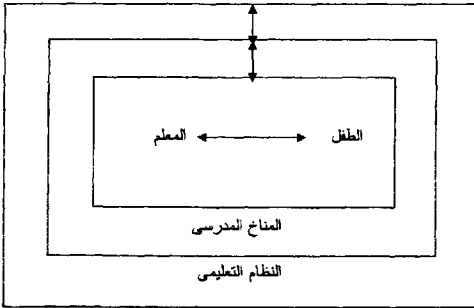 الطفل
المعلم
المناخ المدرسى
النظام التعليمى